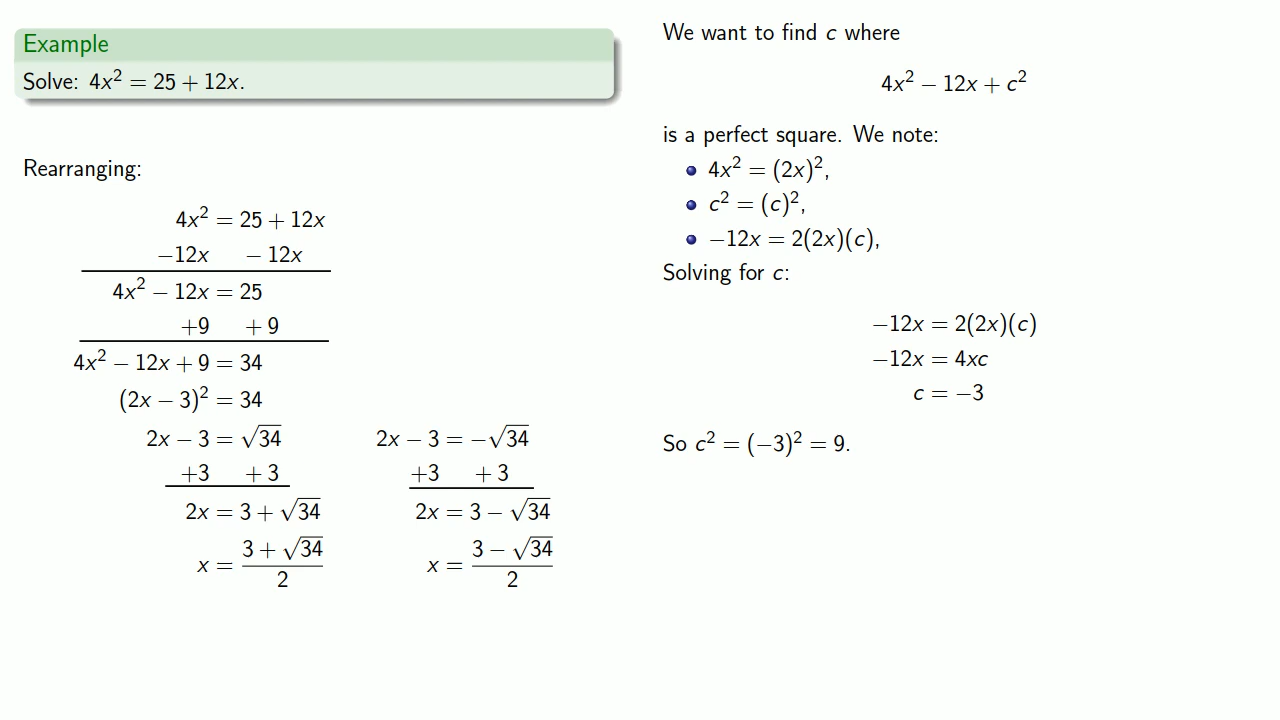 Example
Solve: 4x² = 25 + 12x.
Rearranging:
4x² = 25 + 12x
−12x − 12x
4x² − 12x = 25
+9 + 9
4x² − 12x + 9 = 34
(2x − 3)² = 34
2x − 3 = √34
+3 + 3
2x = 3 + √34
x = (3 + √34)/2
2x − 3 = −√34
+3 + 3
2x = 3 − √34
x = (3 − √34)/2
We want to find c where
4x² − 12x + c²
is a perfect square. We note:
• 4x² = (2x)²,
• c² = (c)²,
• −12x = 2(2x)(c),
Solving for c:
−12x = 2(2x)(c)
−12x = 4xc
c = −3
So c² = (−3)² = 9.